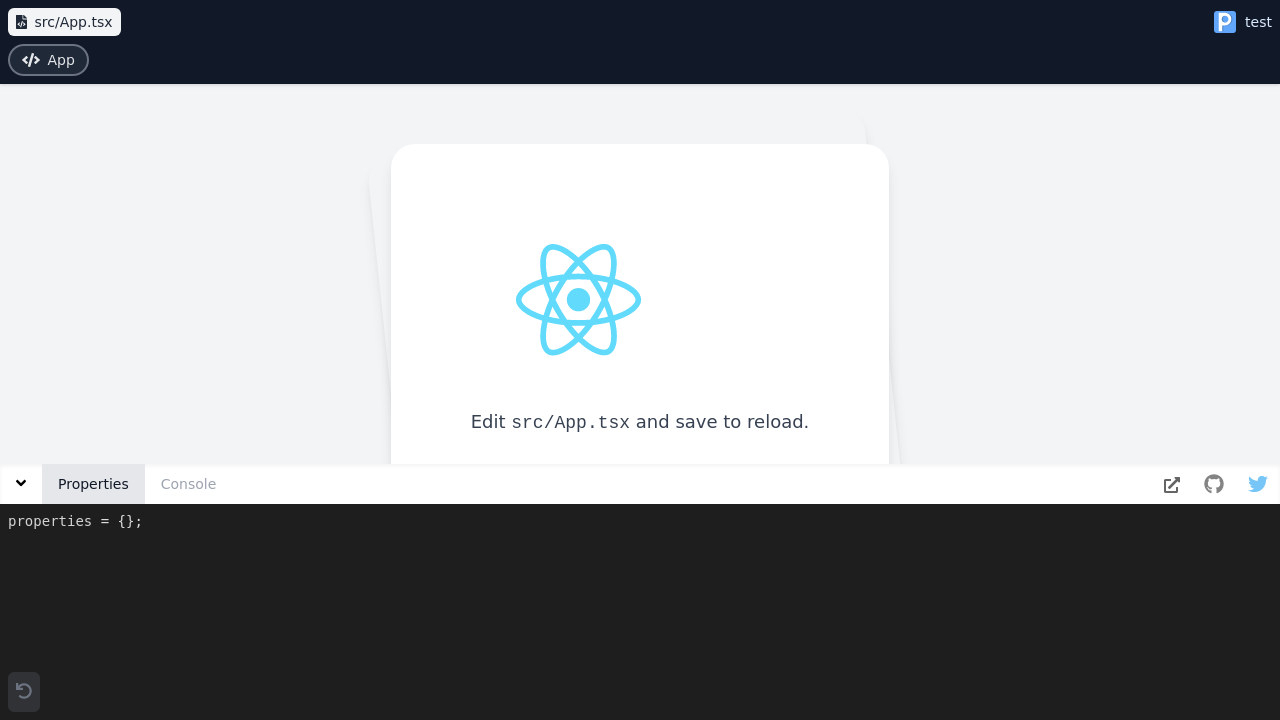 src/App.tsx
test
App
Edit src/App.tsx and save to reload.
Properties
Console
properties = {};